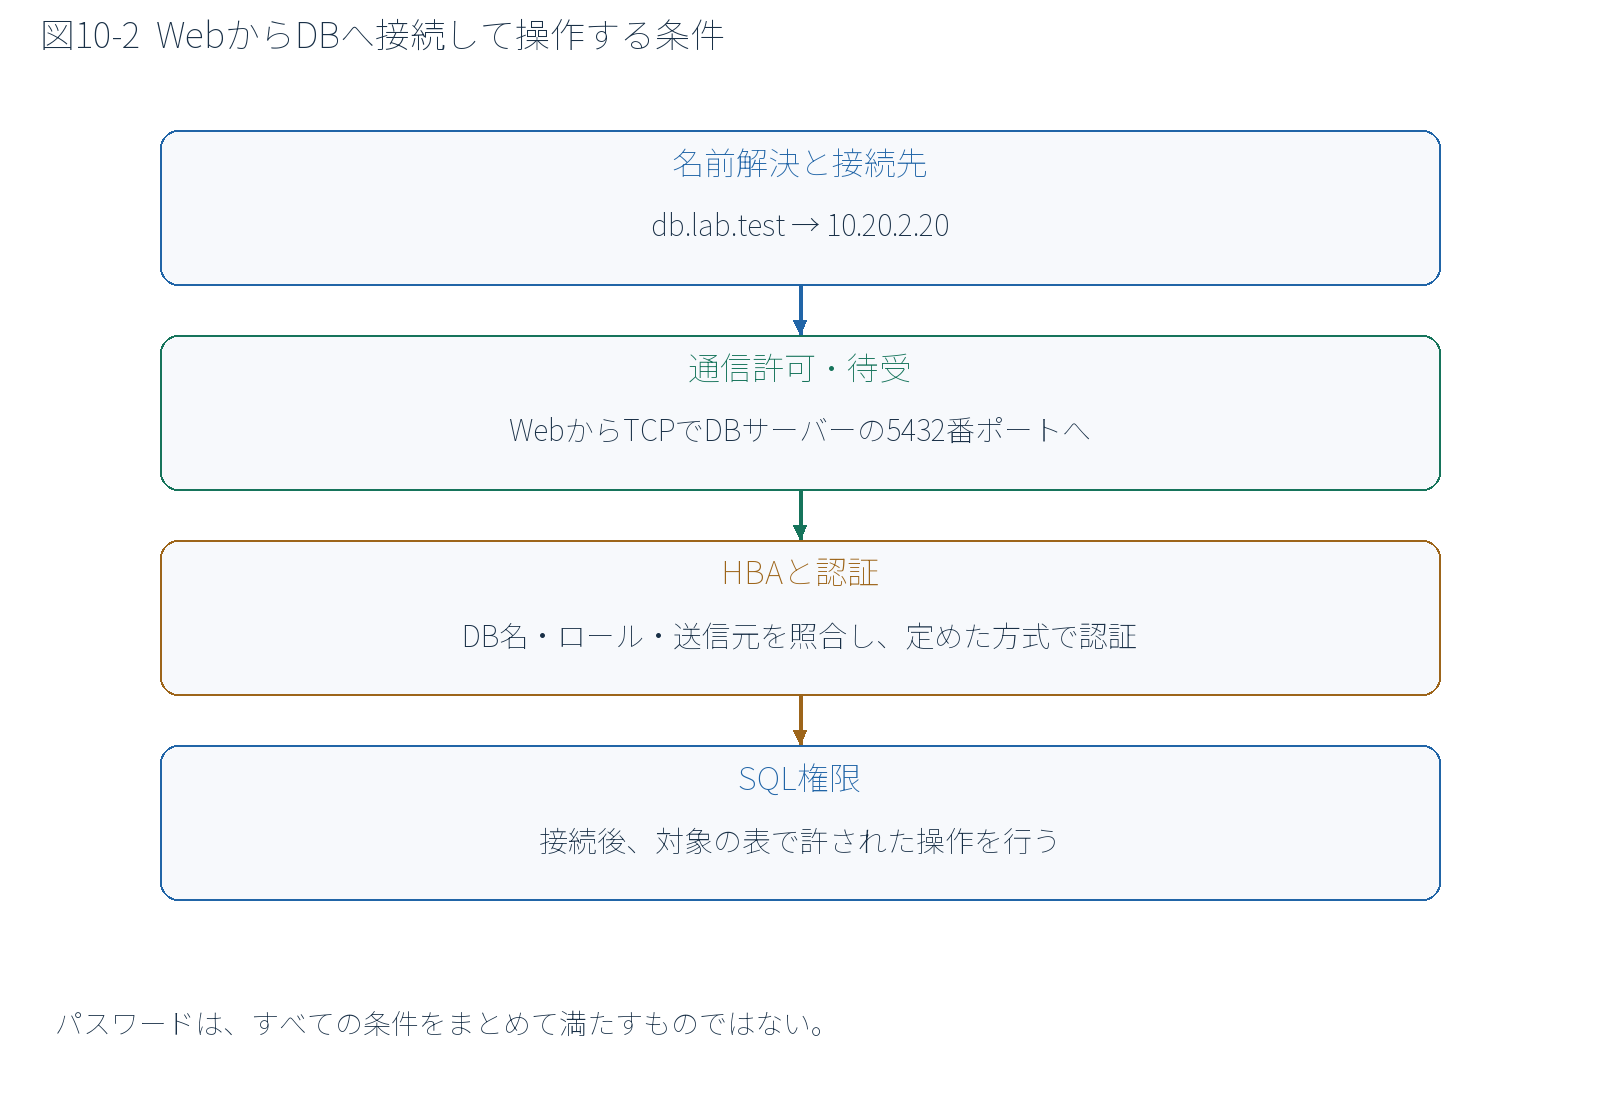 図10-2 WebからDBへ接続して操作する条件
名前解決と接続先
db.lab.test → 10.20.2.20
通信許可・待受
WebからTCPでDBサーバーの5432番ポートへ
HBAと認証
DB名・ロール・送信元を照合し、定めた方式で認証
SQL権限
接続後、対象の表で許された操作を行う
パスワードは、すべての条件をまとめて満たすものではない。